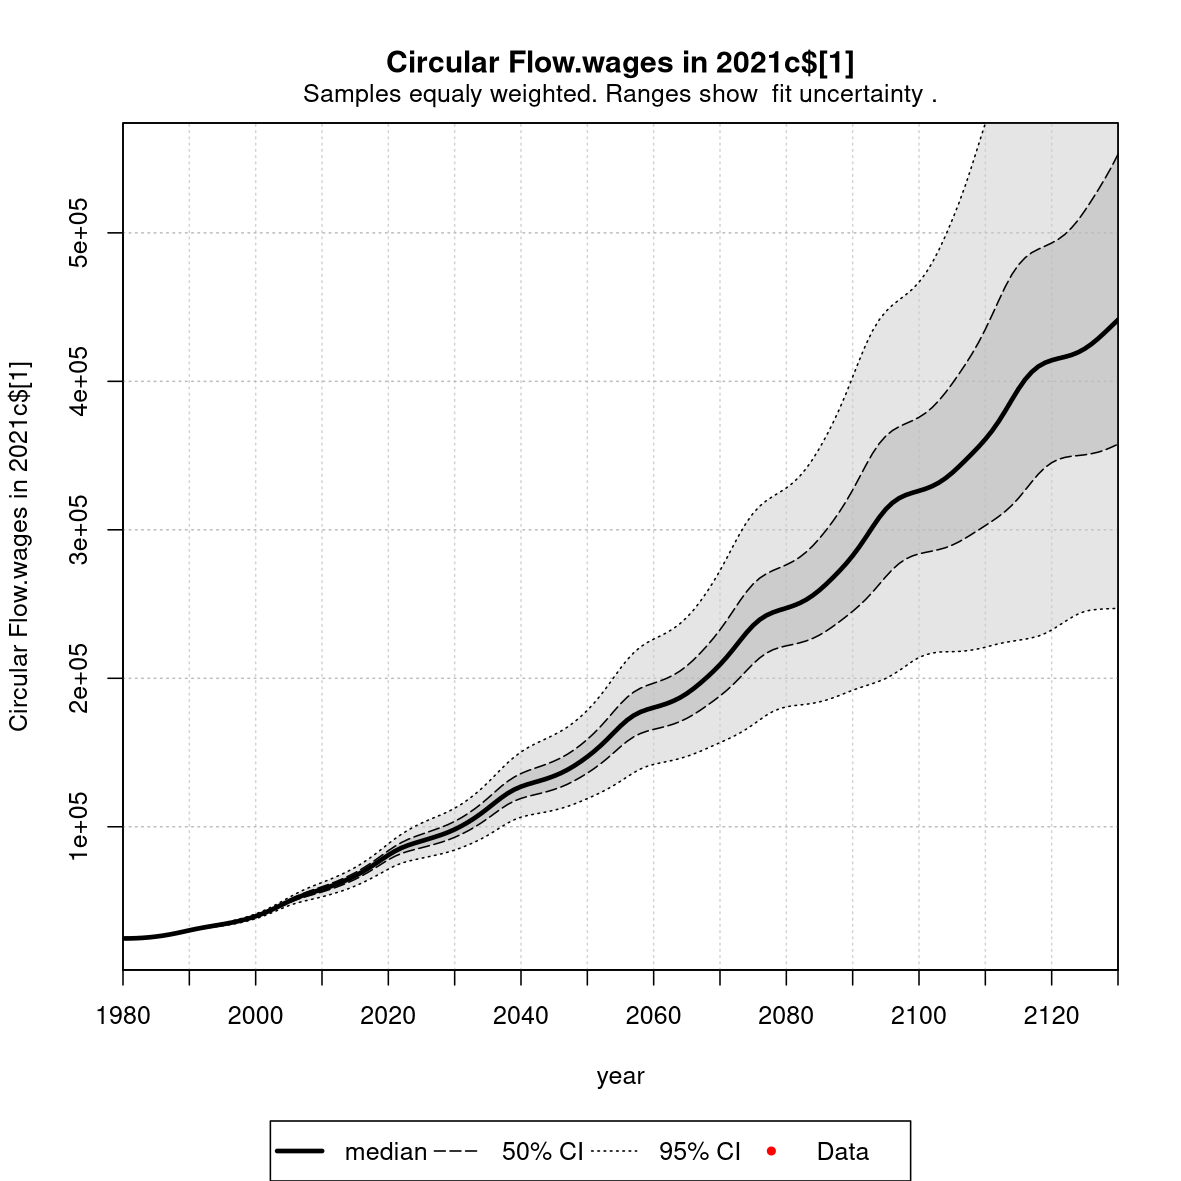 Circular Flow.wages in 2021c$[1]
Samples equaly weighted. Ranges show  fit uncertainty .
Circular Flow.wages in 2021c$[1]
5e+05
4e+05
3e+05
2e+05
1e+05
1980 2000 2020 2040 2060 2080 2100 2120
year
median 50% CI 95% CI Data